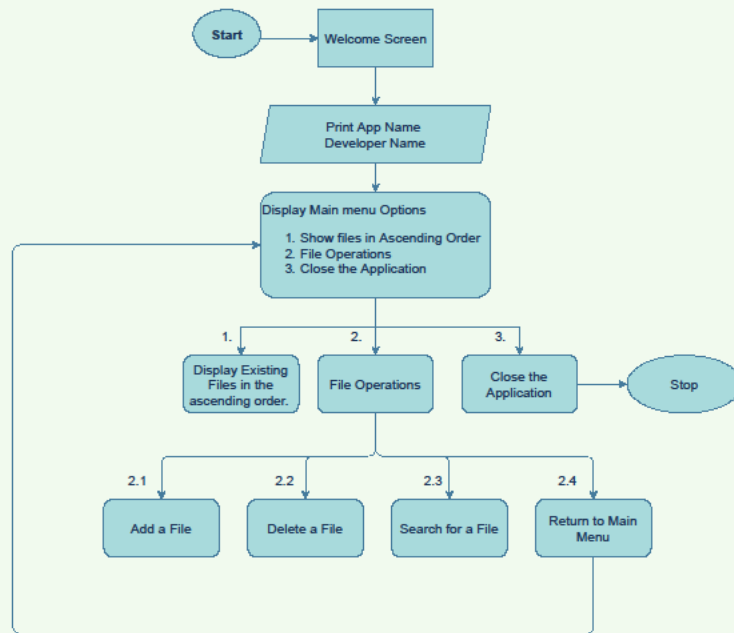 Start
Welcome Screen
Print App Name
Developer Name
Display Main menu Options
1. Show files in Ascending Order
2. File Operations
3. Close the Application
1.
2.
3.
Display Existing
Files in the
ascending order.
File Operations
Close the
Application
Stop
2.1
2.2
2.3
2.4
Add a File
Delete a File
Search for a File
Return to Main
Menu